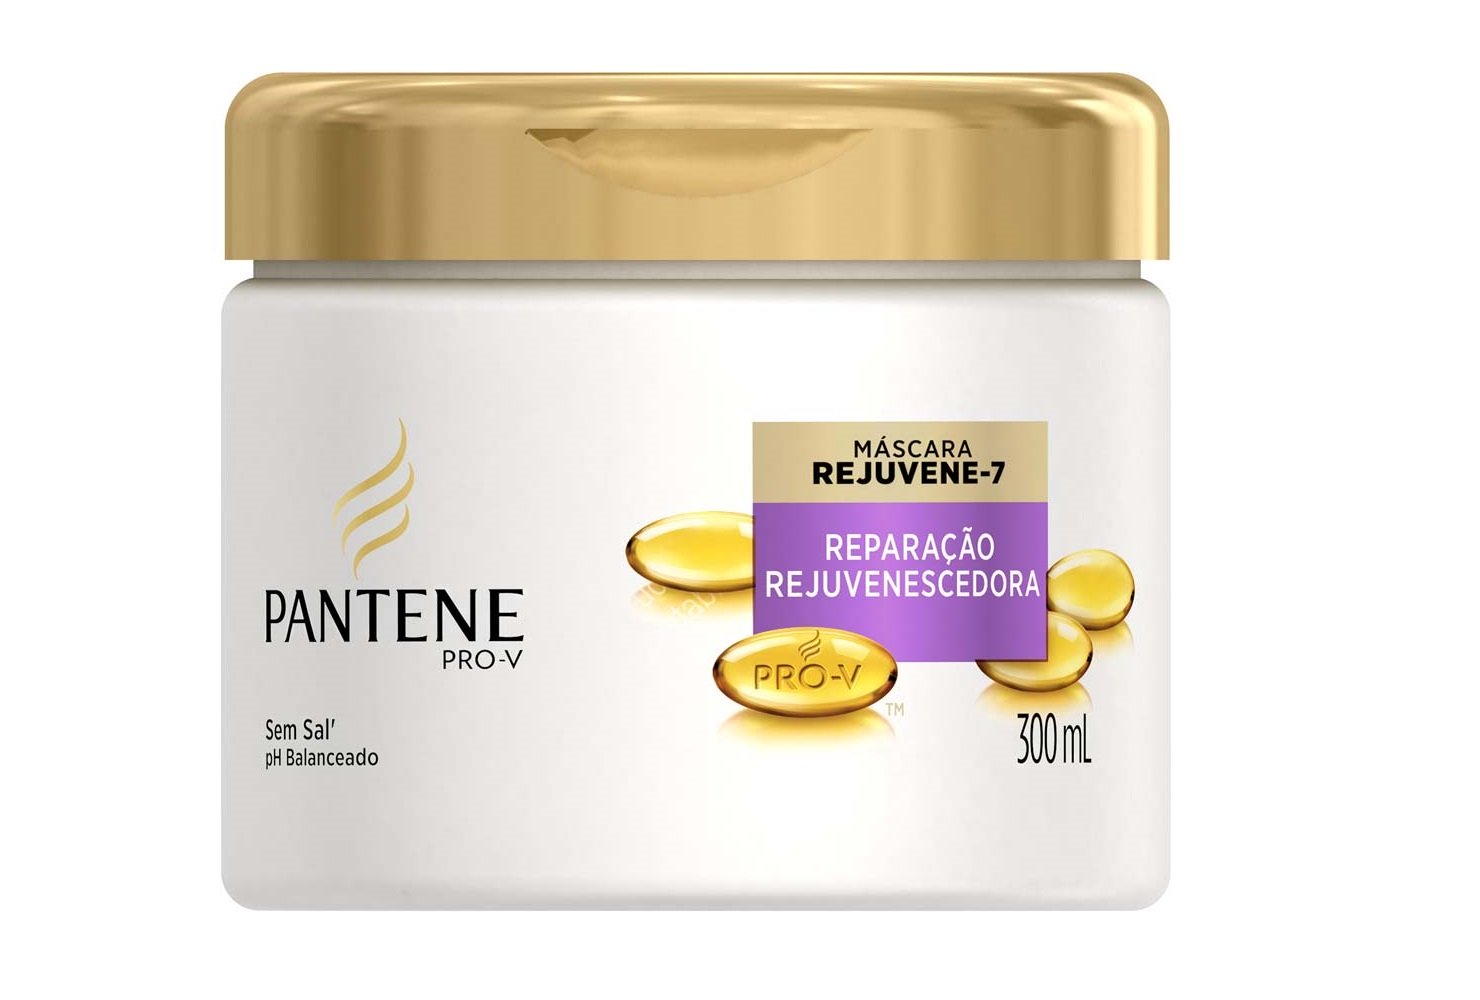 MÁSCARA
REJUVENE-7
REPARAÇÃO
REJUVENESCEDORA
PRO-V
TM
PANTENE
PRO-V
Sem Sal'
pH Balanceado
300 mL